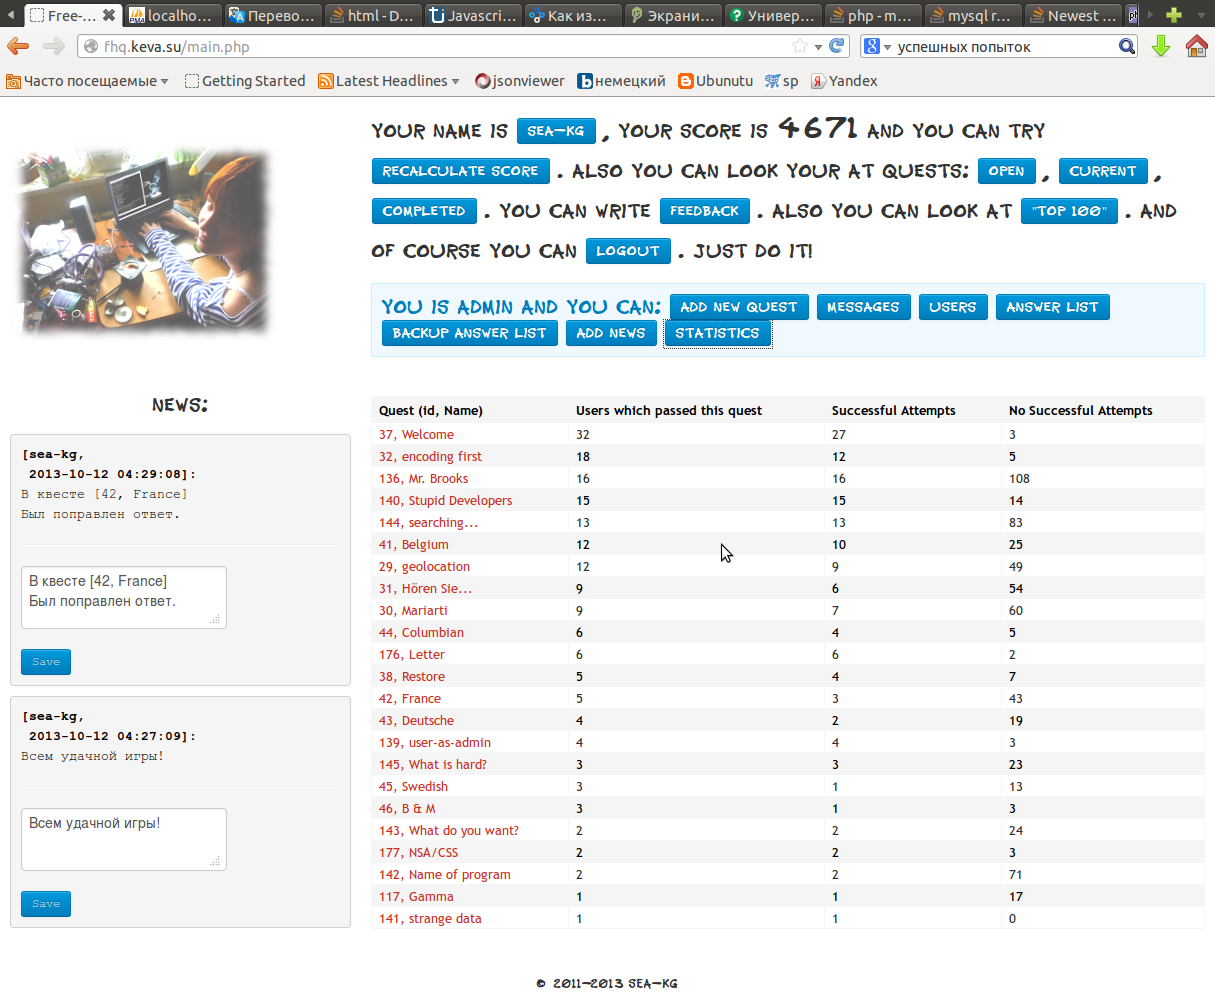 Free-...
localho...
Перево...
html - D...
Javascri...
Как из...
Экрани...
Универ...
php - m...
mysql r...
Newest ...
fhq.keva.su/main.php
успешных попыток
Часто посещаемые
Getting Started
Latest Headlines
jsonviewer
немецкий
Ubunutu
sp
Yandex
YOUR NAME IS SEA-KG , YOUR SCORE IS 4671 AND YOU CAN TRY
RECALCULATE SCORE . ALSO YOU CAN LOOK YOUR AT QUESTS: OPEN , CURRENT ,
COMPLETED . YOU CAN WRITE FEEDBACK . ALSO YOU CAN LOOK AT "TOP 100" . AND
OF COURSE YOU CAN LOGOUT . JUST DO IT!
YOU IS ADMIN AND YOU CAN: ADD NEW QUEST MESSAGES USERS ANSWER LIST
BACKUP ANSWER LIST ADD NEWS STATISTICS
NEWS:
[sea-kg,
2013-10-12 04:29:08]:
В квесте [42, France]
Был поправлен ответ.
В квесте [42, France]
Был поправлен ответ.
Save
[sea-kg,
2013-10-12 04:27:09]:
Всем удачной игры!
Всем удачной игры!
Save
Quest (id, Name) Users which passed this quest Successful Attempts No Successful Attempts
37, Welcome 32 27 3
32, encoding first 18 12 5
136, Mr. Brooks 16 16 108
140, Stupid Developers 15 15 14
144, searching... 13 13 83
41, Belgium 12 10 25
29, geolocation 12 9 49
31, Hören Sie... 9 6 54
30, Mariarti 9 7 60
44, Columbian 6 4 5
176, Letter 6 6 2
38, Restore 5 4 7
42, France 5 3 43
43, Deutsche 4 2 19
139, user-as-admin 4 4 3
145, What is hard? 3 3 23
45, Swedish 3 1 13
46, B & M 3 1 3
143, What do you want? 2 2 24
177, NSA/CSS 2 2 3
142, Name of program 2 2 71
117, Gamma 1 1 17
141, strange data 1 1 0
© 2011-2013 SEA-KG